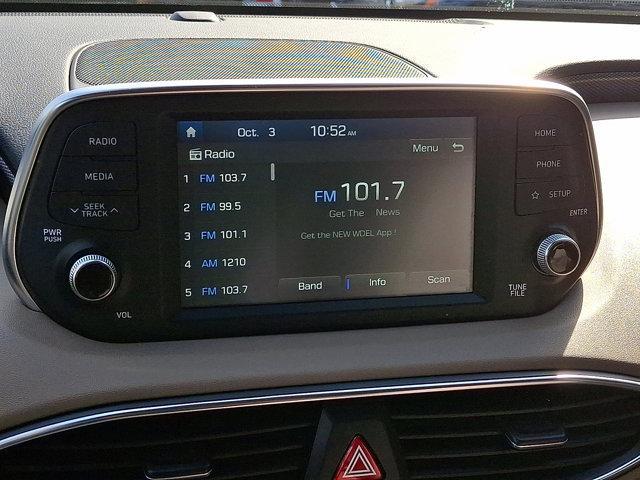 RADIO
MEDIA
SEEK
TRACK
PWR
PUSH
VOL
Oct. 3 10:52 AM
Radio Menu
1 FM 103.7
2 FM 99.5
3 FM 101.1
4 AM 1210
5 FM 103.7
FM 101.7
Get The News
Get the NEW WDEL App!
Band Info Scan
HOME
PHONE
SETUP
ENTER
TUNE
FILE